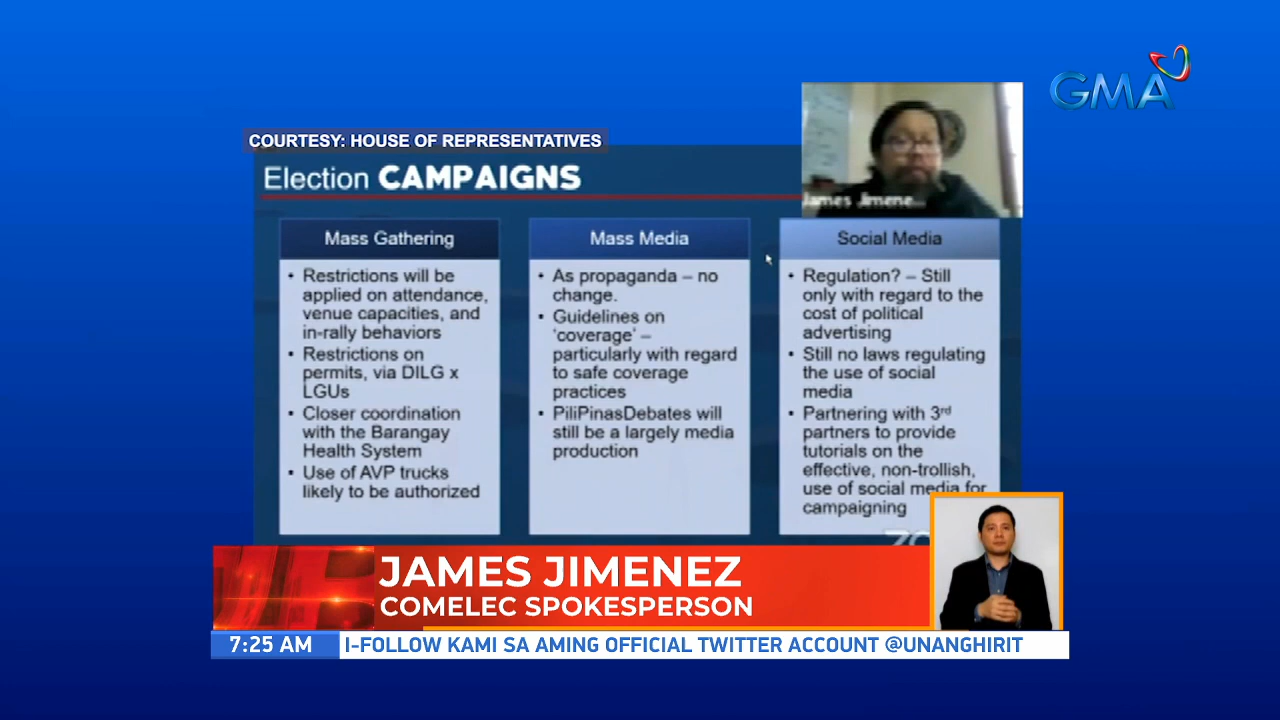 GMA
COURTESY: HOUSE OF REPRESENTATIVES
Election CAMPAIGNS
James Jimene...
Mass Gathering
• Restrictions will be
applied on attendance,
venue capacities, and
in-rally behaviors
• Restrictions on
permits, via DILG x
LGUs
• Closer coordination
with the Barangay
Health System
• Use of AVP trucks
likely to be authorized
Mass Media
• As propaganda – no
change.
• Guidelines on
‘coverage’ –
particularly with regard
to safe coverage
practices
• PiliPinasDebates will
still be a largely media
production
Social Media
• Regulation? – Still
only with regard to the
cost of political
advertising
• Still no laws regulating
the use of social
media
• Partnering with 3rd
partners to provide
tutorials on the
effective, non-trollish,
use of social media for
campaigning
JAMES JIMENEZ
COMELEC SPOKESPERSON
7:25 AM
I-FOLLOW KAMI SA AMING OFFICIAL TWITTER ACCOUNT @UNANGHIRIT